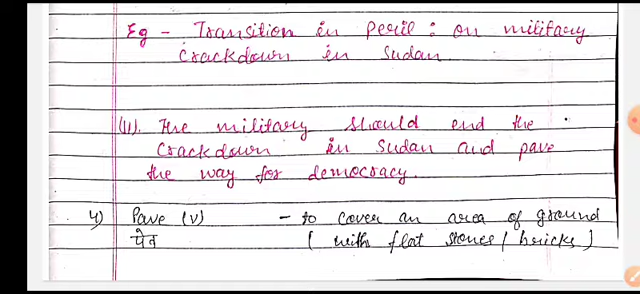 Eg - Transition in peril : on military
crackdown in Sudan
(ii). The military should end the
crackdown in Sudan and pave
the way for democracy.
4) Pave (v) - to cover an area of ground
पेव ( with flat stones / bricks )